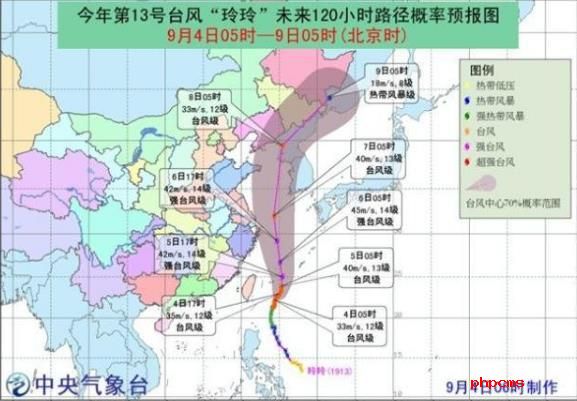 今年第13号台风“玲玲”未来120小时路径概率预报图
9月4日05时—9日05时(北京时)
9日05时
18m/s,8级
热带风暴级
8日05时
33m/s,12级
台风级
7日05时
40m/s,13级
台风级
6日17时
42m/s,14级
强台风级
6日05时
45m/s,14级
强台风级
5日17时
42m/s,14级
强台风级
5日05时
40m/s,13级
台风级
4日17时
35m/s,12级
台风级
4日05时
33m/s,12级
台风级
玲玲(1913)
图例
热带低压
热带风暴
强热带风暴
台风
强台风
超强台风
台风中心70%概率范围
中央气象台
phpcms
9月4日06时制作